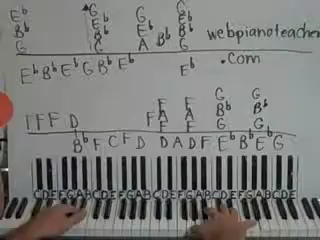 E♭ G G G
B♭ E♭ E♭ E♭
G B♭ B♭ B♭ webpianoteacher
G A G
E♭ B♭ E♭ G B♭ E♭ E♭ .com
G G
F F B♭ B♭
F F F D F A A G G
D F F
B♭ F C F D D A D F E♭ B♭ E♭ G
C D E F G A B C D E F G A B C D E F G A B C D E F G A B C D E